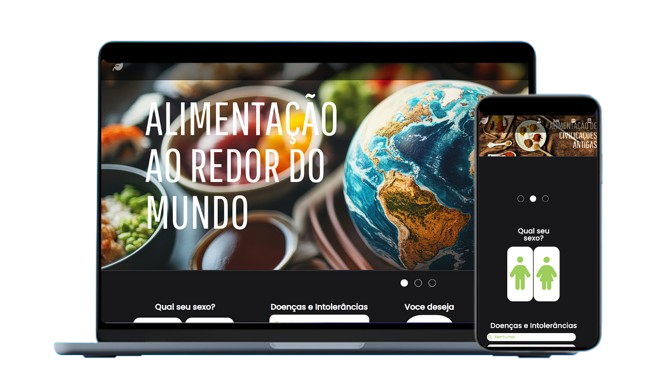 ALIMENTAÇÃO
AO REDOR DO
MUNDO
Qual seu sexo?
Doenças e Intolerâncias
Voce deseja
ALIMENTAÇÃO DE
CIVILIZAÇÕES
ANTIGAS
Qual seu
sexo?
Doenças e Intolerâncias
Nenhuma